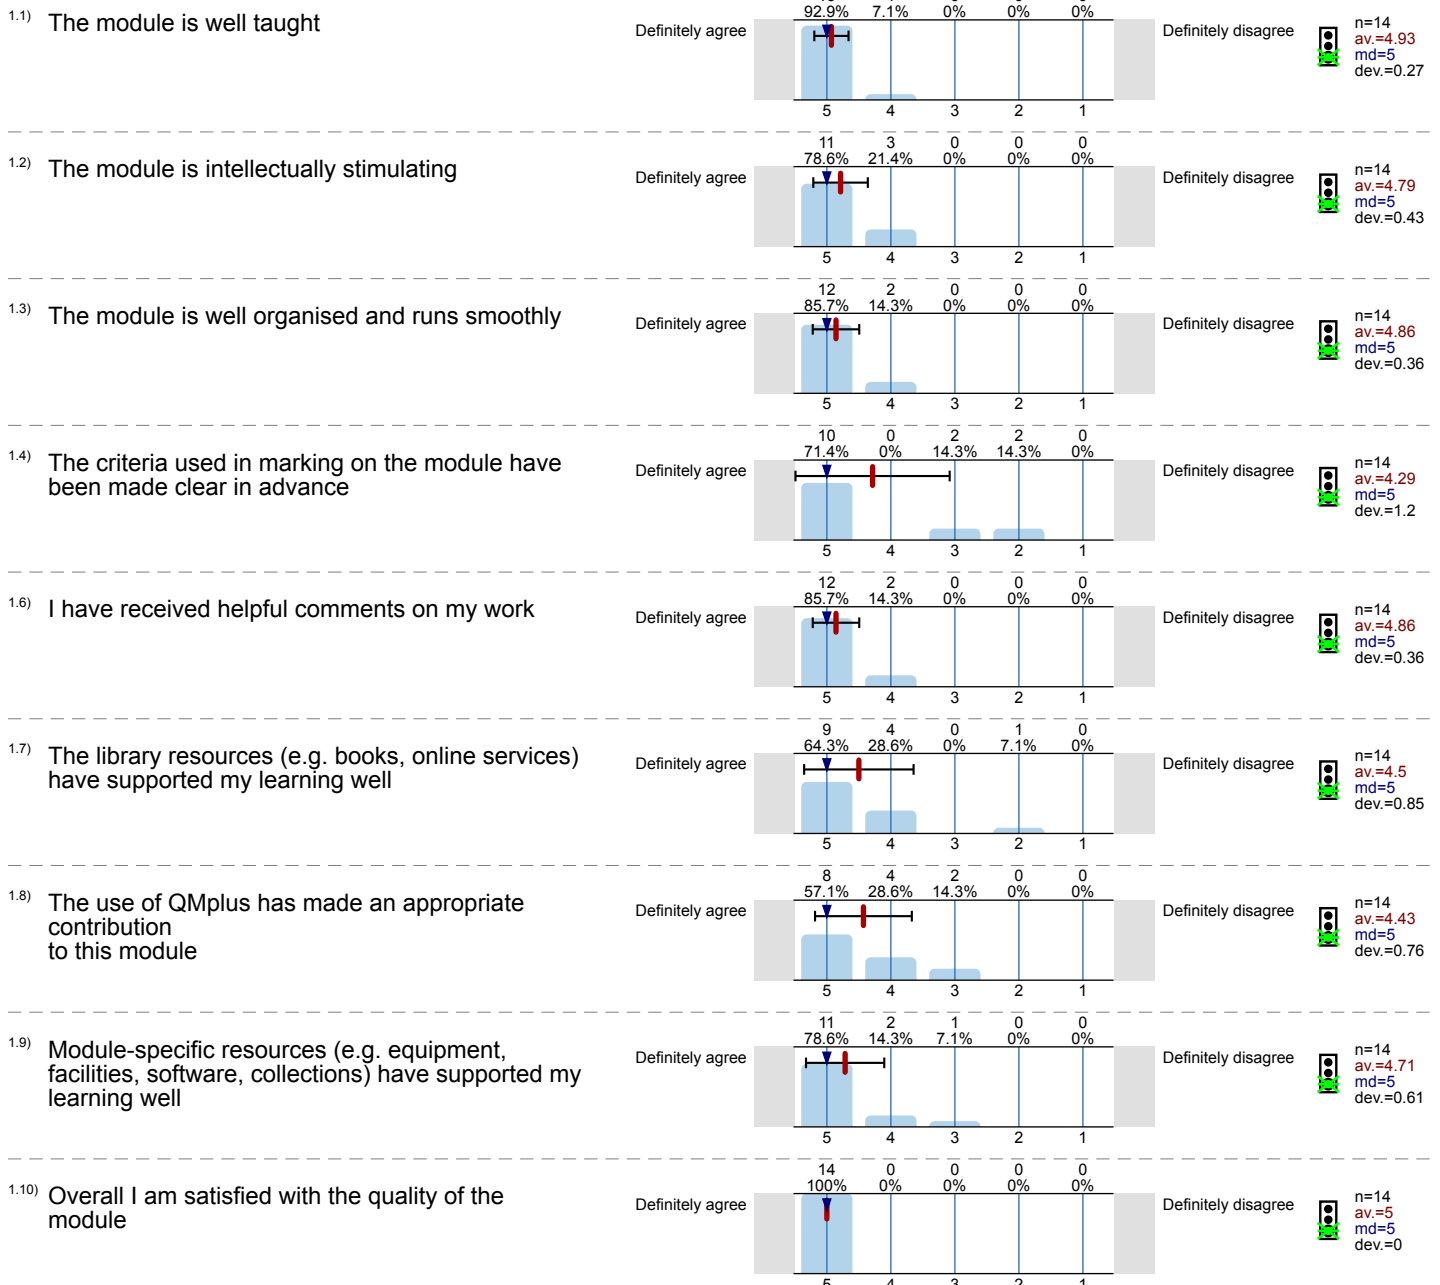 92.9% 7.1% 0% 0% 0%
1.1) The module is well taught Definitely agree Definitely disagree n=14
av.=4.93
md=5
dev.=0.27
5 4 3 2 1
11 3 0 0 0
78.6% 21.4% 0% 0% 0%
1.2) The module is intellectually stimulating Definitely agree Definitely disagree n=14
av.=4.79
md=5
dev.=0.43
5 4 3 2 1
12 2 0 0 0
85.7% 14.3% 0% 0% 0%
1.3) The module is well organised and runs smoothly Definitely agree Definitely disagree n=14
av.=4.86
md=5
dev.=0.36
5 4 3 2 1
10 0 2 2 0
71.4% 0% 14.3% 14.3% 0%
1.4) The criteria used in marking on the module have Definitely agree Definitely disagree n=14
been made clear in advance av.=4.29
md=5
dev.=1.2
5 4 3 2 1
12 2 0 0 0
85.7% 14.3% 0% 0% 0%
1.6) I have received helpful comments on my work Definitely agree Definitely disagree n=14
av.=4.86
md=5
dev.=0.36
5 4 3 2 1
9 4 0 1 0
64.3% 28.6% 0% 7.1% 0%
1.7) The library resources (e.g. books, online services) Definitely agree Definitely disagree n=14
have supported my learning well av.=4.5
md=5
dev.=0.85
5 4 3 2 1
8 4 2 0 0
57.1% 28.6% 14.3% 0% 0%
1.8) The use of QMplus has made an appropriate Definitely agree Definitely disagree n=14
contribution av.=4.43
to this module md=5
dev.=0.76
5 4 3 2 1
11 2 1 0 0
78.6% 14.3% 7.1% 0% 0%
1.9) Module-specific resources (e.g. equipment, Definitely agree Definitely disagree n=14
facilities, software, collections) have supported my av.=4.71
learning well md=5
dev.=0.61
5 4 3 2 1
14 0 0 0 0
100% 0% 0% 0% 0%
1.10) Overall I am satisfied with the quality of the Definitely agree Definitely disagree n=14
module av.=5
md=5
dev.=0
5 4 3 2 1